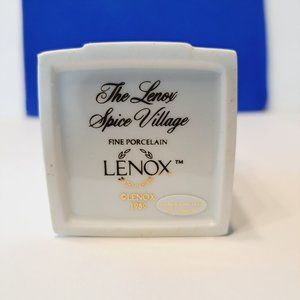 The Lenox
Spice Village
FINE PORCELAIN
LENOX™
©LENOX
1989